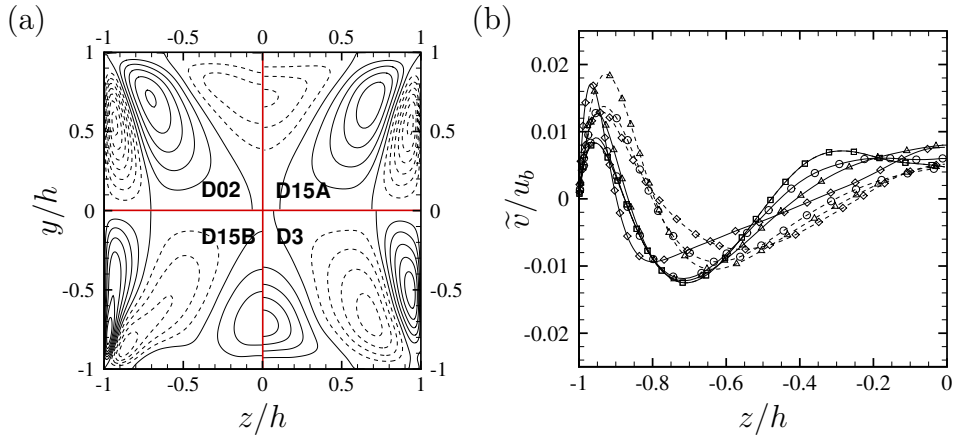 (a)
(b)
-1 -0.5 0 0.5 1
1 1
0.5 0.5
0 0
-0.5 -0.5
-1 -1
y/h
D02 D15A
D15B D3
-1 -0.5 0 0.5 1
z/h
0.02
0.01
0
-0.01
-0.02
ṽ/u_b
-1 -0.8 -0.6 -0.4 -0.2 0
z/h